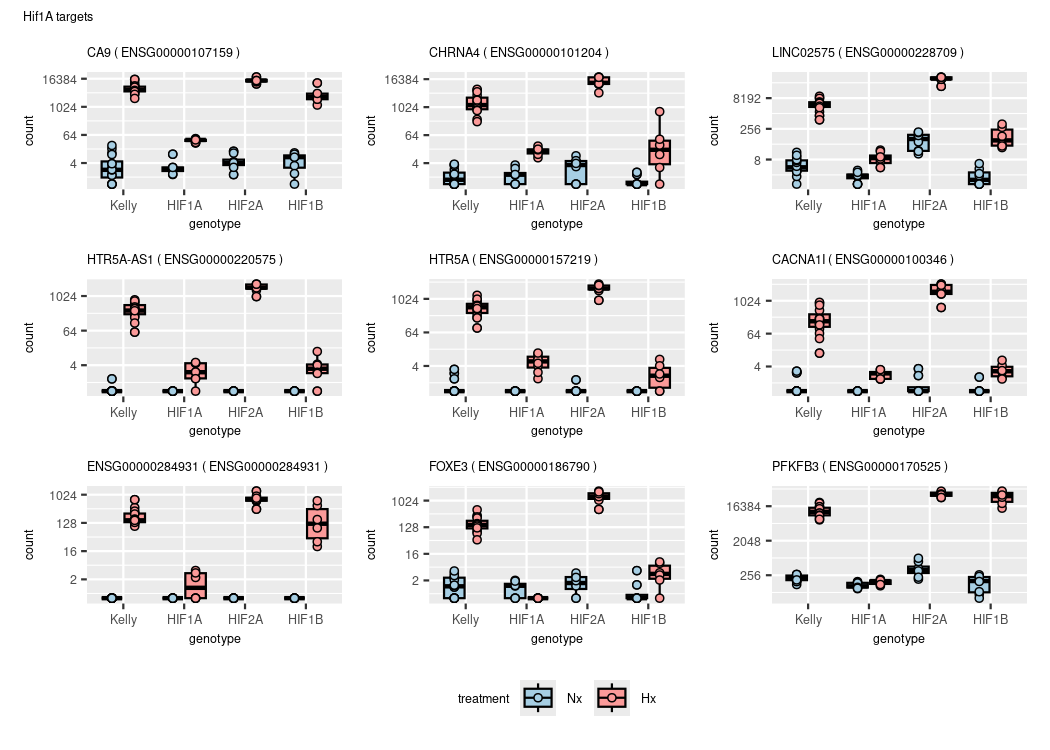 Hif1A targets
CA9 ( ENSG00000107159 )
CHRNA4 ( ENSG00000101204 )
LINC02575 ( ENSG00000228709 )
count
16384
1024
64
4
Kelly HIF1A HIF2A HIF1B
genotype
count
16384
1024
64
4
Kelly HIF1A HIF2A HIF1B
genotype
count
8192
256
8
Kelly HIF1A HIF2A HIF1B
genotype
HTR5A-AS1 ( ENSG00000220575 )
HTR5A ( ENSG00000157219 )
CACNA1I ( ENSG00000100346 )
count
1024
64
4
Kelly HIF1A HIF2A HIF1B
genotype
count
1024
64
4
Kelly HIF1A HIF2A HIF1B
genotype
count
1024
64
4
Kelly HIF1A HIF2A HIF1B
genotype
ENSG00000284931 ( ENSG00000284931 )
FOXE3 ( ENSG00000186790 )
PFKFB3 ( ENSG00000170525 )
count
1024
128
16
2
Kelly HIF1A HIF2A HIF1B
genotype
count
1024
128
16
2
Kelly HIF1A HIF2A HIF1B
genotype
count
16384
2048
256
Kelly HIF1A HIF2A HIF1B
genotype
treatment Nx Hx